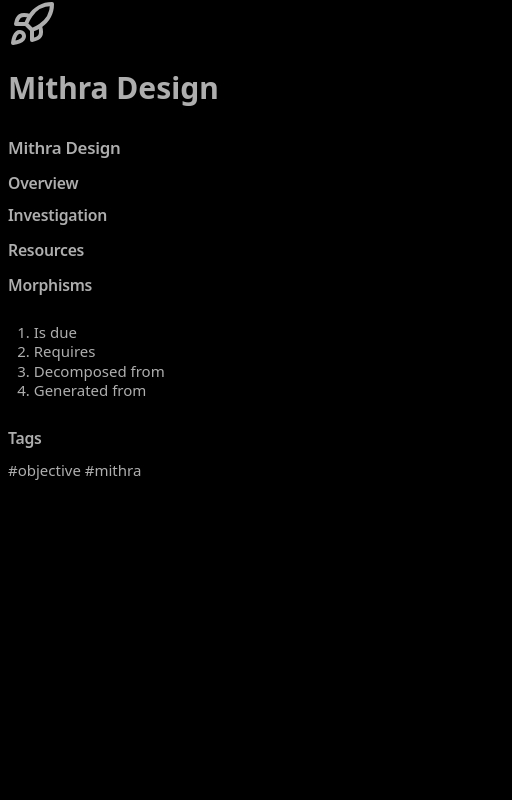 Mithra Design
Mithra Design
Overview
Investigation
Resources
Morphisms
1. Is due
2. Requires
3. Decomposed from
4. Generated from
Tags
#objective #mithra